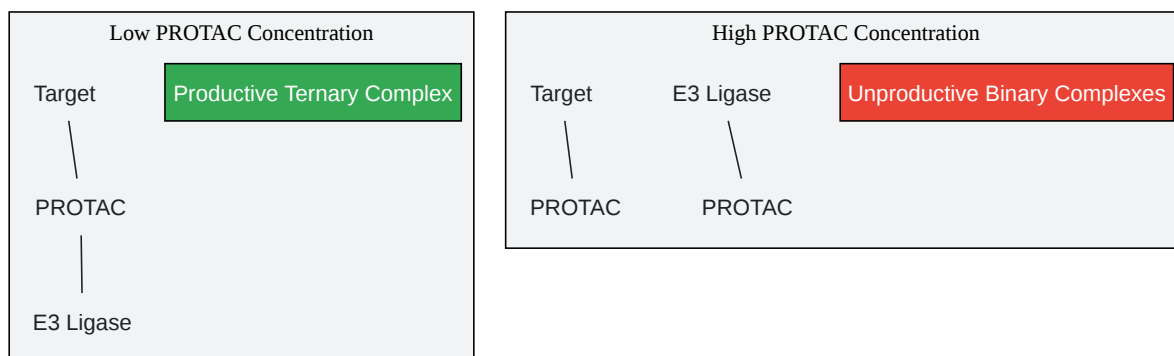 Low PROTAC Concentration
Target
Productive Ternary Complex
PROTAC
E3 Ligase
High PROTAC Concentration
Target
E3 Ligase
Unproductive Binary Complexes
PROTAC
PROTAC